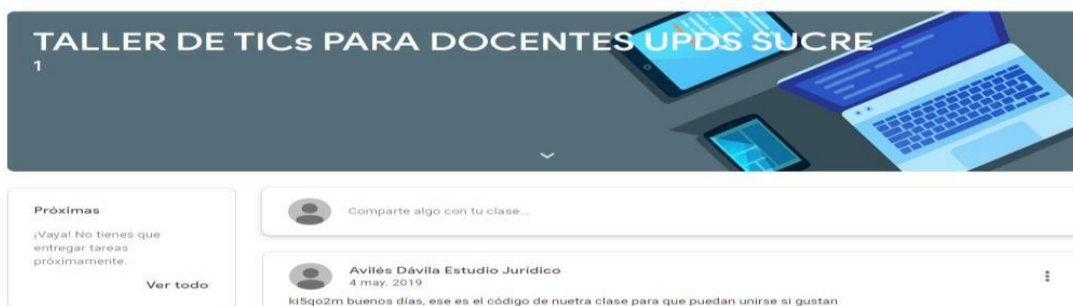 TALLER DE TICs PARA DOCENTES UPDS SUCRE
1
Próximas
¡Vaya! No tienes que
entregar tareas
próximamente.
Ver todo
Comparte algo con tu clase...
Avilés Dávila Estudio Jurídico
4 may. 2019
ki5qo2m buenos días, ese es el código de nuetra clase para que puedan unirse si gustan